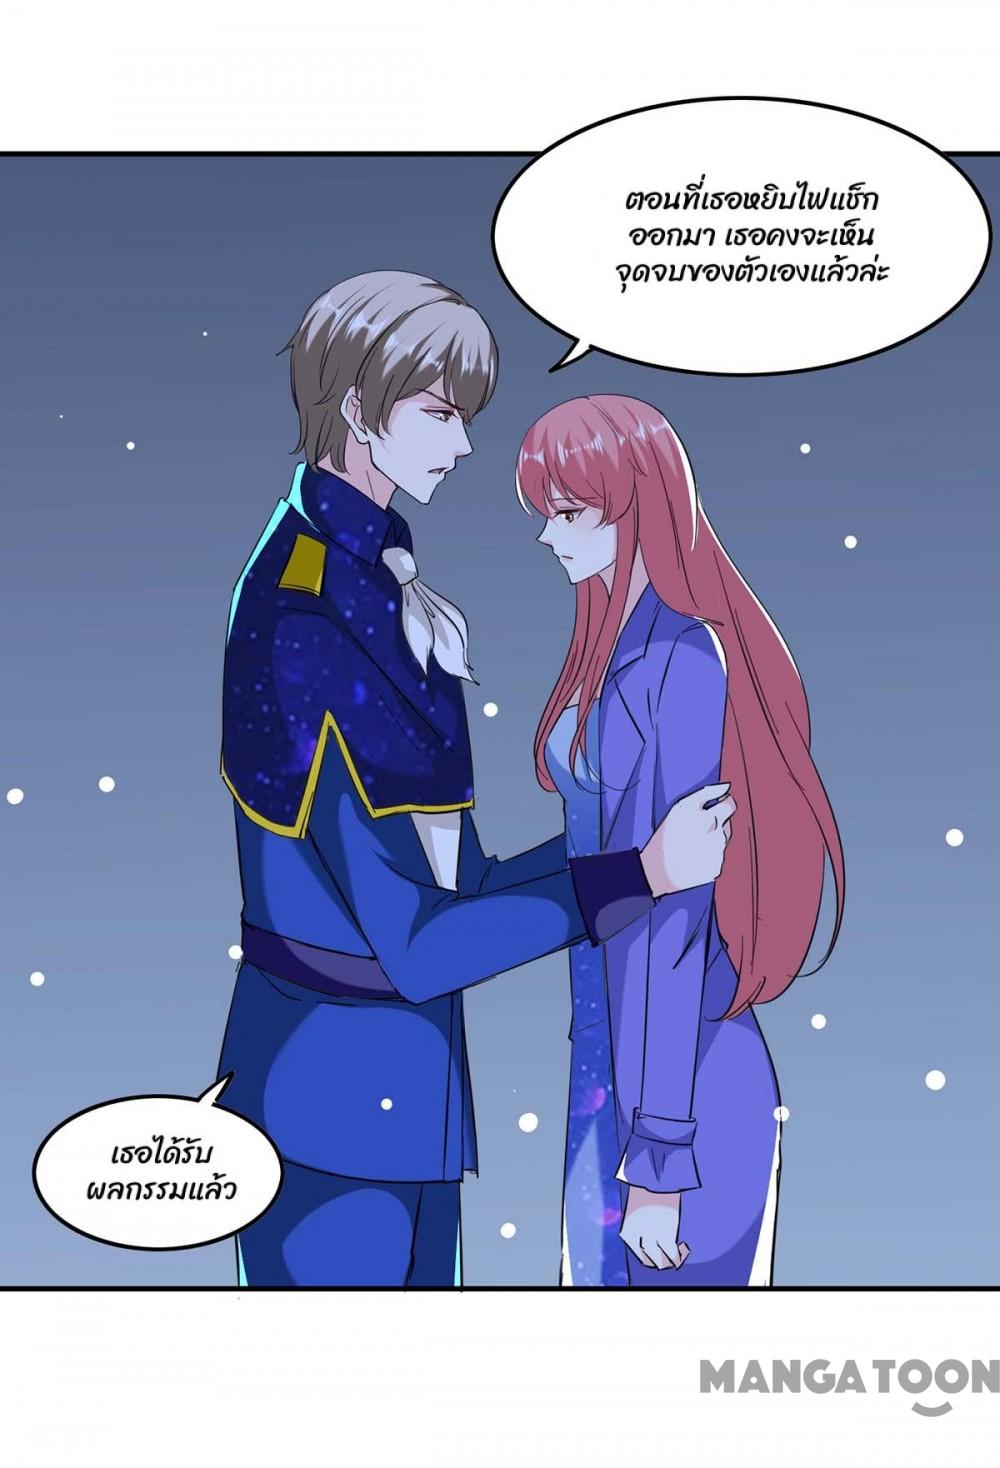 ตอนที่เธอหยิบไฟแช็ก
ออกมา เธอคงจะเห็น
จุดจบของตัวเองแล้วล่ะ
เธอได้รับ
ผลกรรมแล้ว
MANGATOON